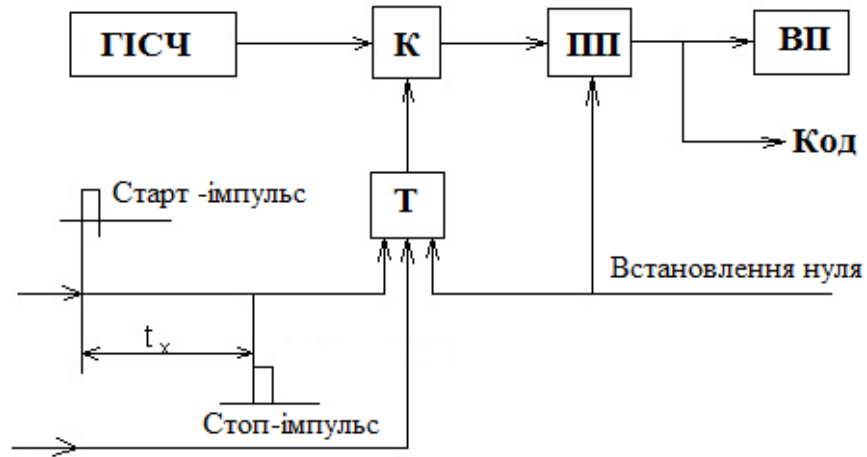 ГІСЧ
К
ПП
ВП
Код
Старт -імпульс
Т
Встановлення нуля
t x
Стоп-імпульс